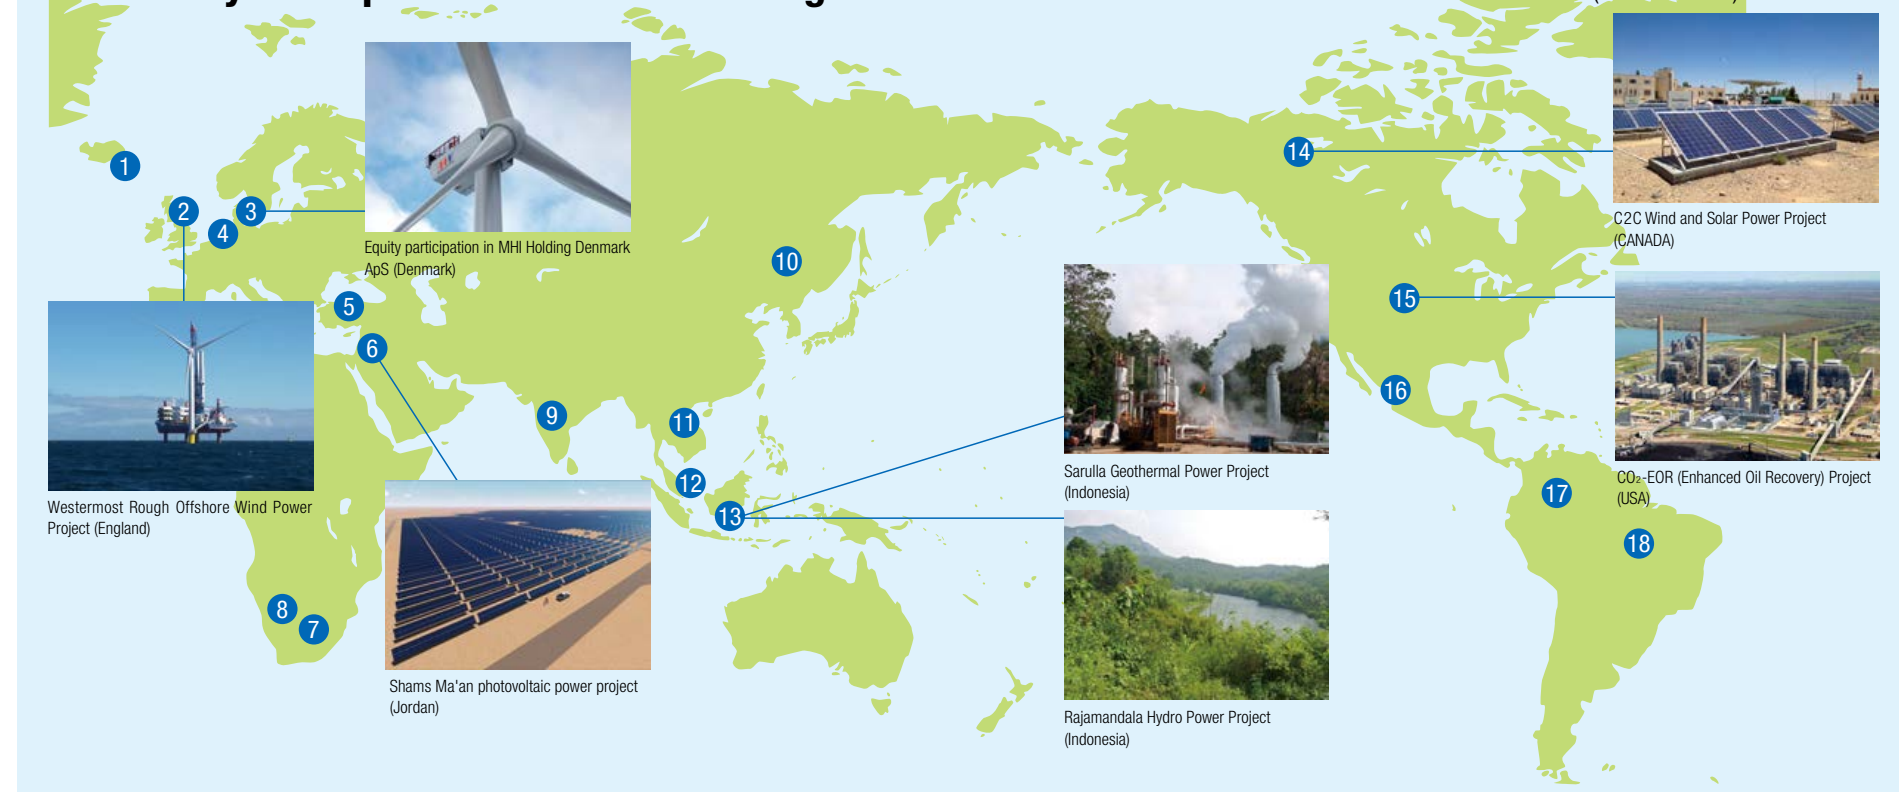 1
2
3
4
5
6
7
8
9
10
11
12
13
14
15
16
17
18
Equity participation in MHI Holding Denmark
ApS (Denmark)
Westermost Rough Offshore Wind Power
Project (England)
Shams Ma'an photovoltaic power project
(Jordan)
Sarulla Geothermal Power Project
(Indonesia)
Rajamandala Hydro Power Project
(Indonesia)
C2C Wind and Solar Power Project
(CANADA)
CO₂-EOR (Enhanced Oil Recovery) Project
(USA)